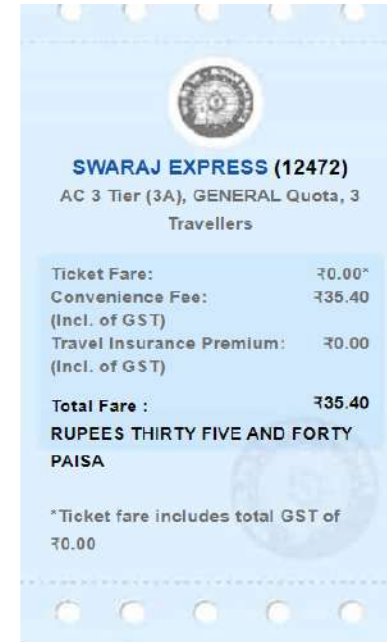 SWARAJ EXPRESS (12472)
AC 3 Tier (3A), GENERAL Quota, 3
Travellers
Ticket Fare: ₹0.00*
Convenience Fee: ₹35.40
(Incl. of GST)
Travel Insurance Premium: ₹0.00
(Incl. of GST)
Total Fare : ₹35.40
RUPEES THIRTY FIVE AND FORTY
PAISA
*Ticket fare includes total GST of
₹0.00